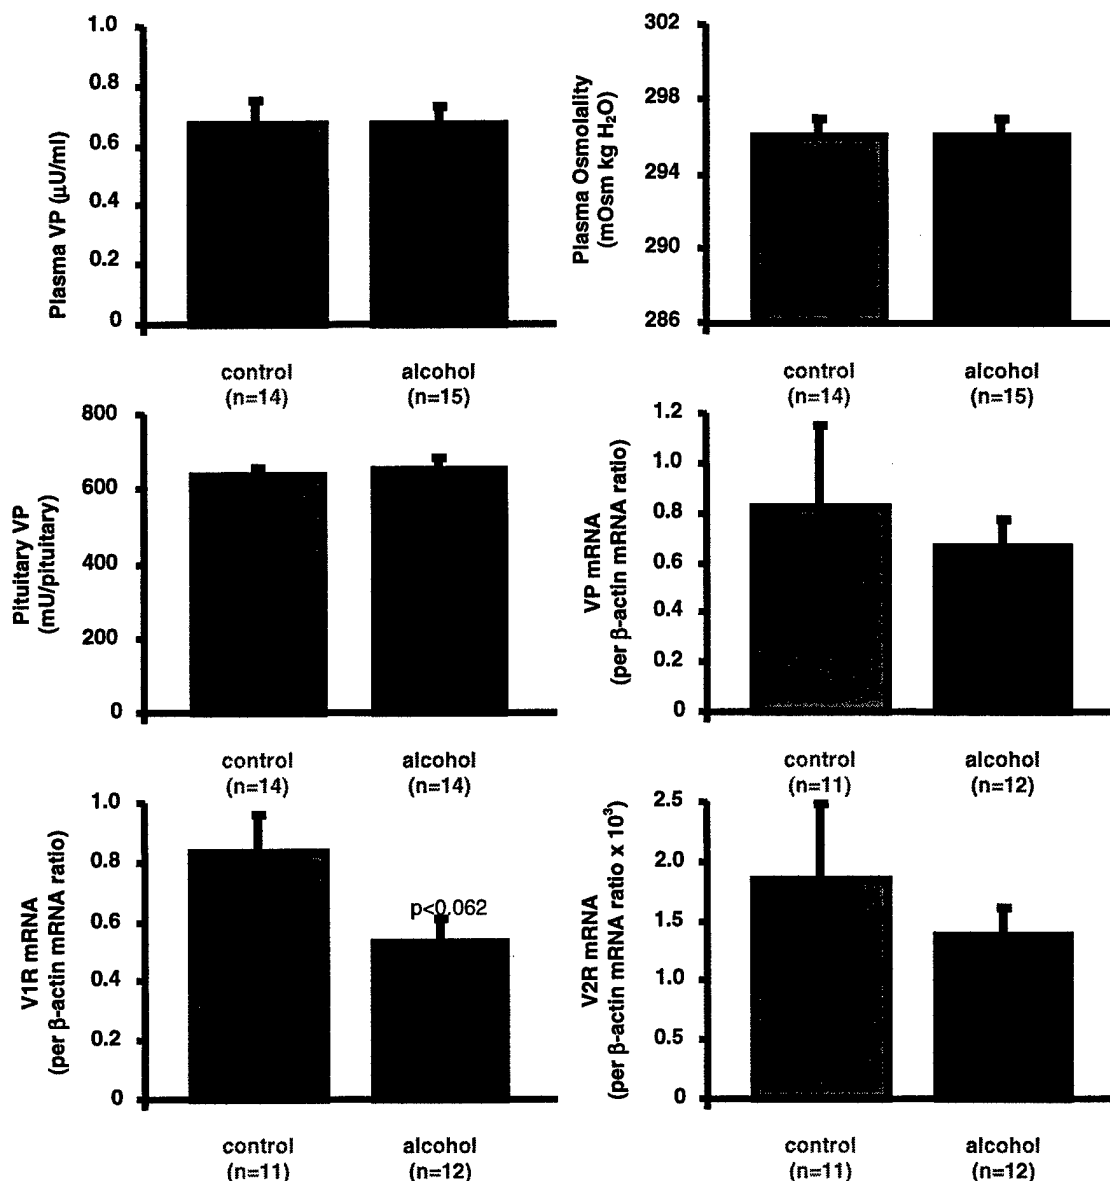 Plasma VP (µU/ml)
1.0
0.8
0.6
0.4
0.2
0
control
(n=14)
alcohol
(n=15)
Plasma Osmolality
(mOsm kg H₂O)
302
298
294
290
286
control
(n=14)
alcohol
(n=15)
Pituitary VP
(mU/pituitary)
800
600
400
200
0
control
(n=14)
alcohol
(n=14)
VP mRNA
(per β-actin mRNA ratio)
1.2
1.0
0.8
0.6
0.4
0.2
0
control
(n=11)
alcohol
(n=12)
V1R mRNA
(per β-actin mRNA ratio)
1.0
0.8
0.6
0.4
0.2
0
p<0.062
control
(n=11)
alcohol
(n=12)
V2R mRNA
(per β-actin mRNA ratio x 10³)
2.5
2.0
1.5
1.0
0.5
0
control
(n=11)
alcohol
(n=12)